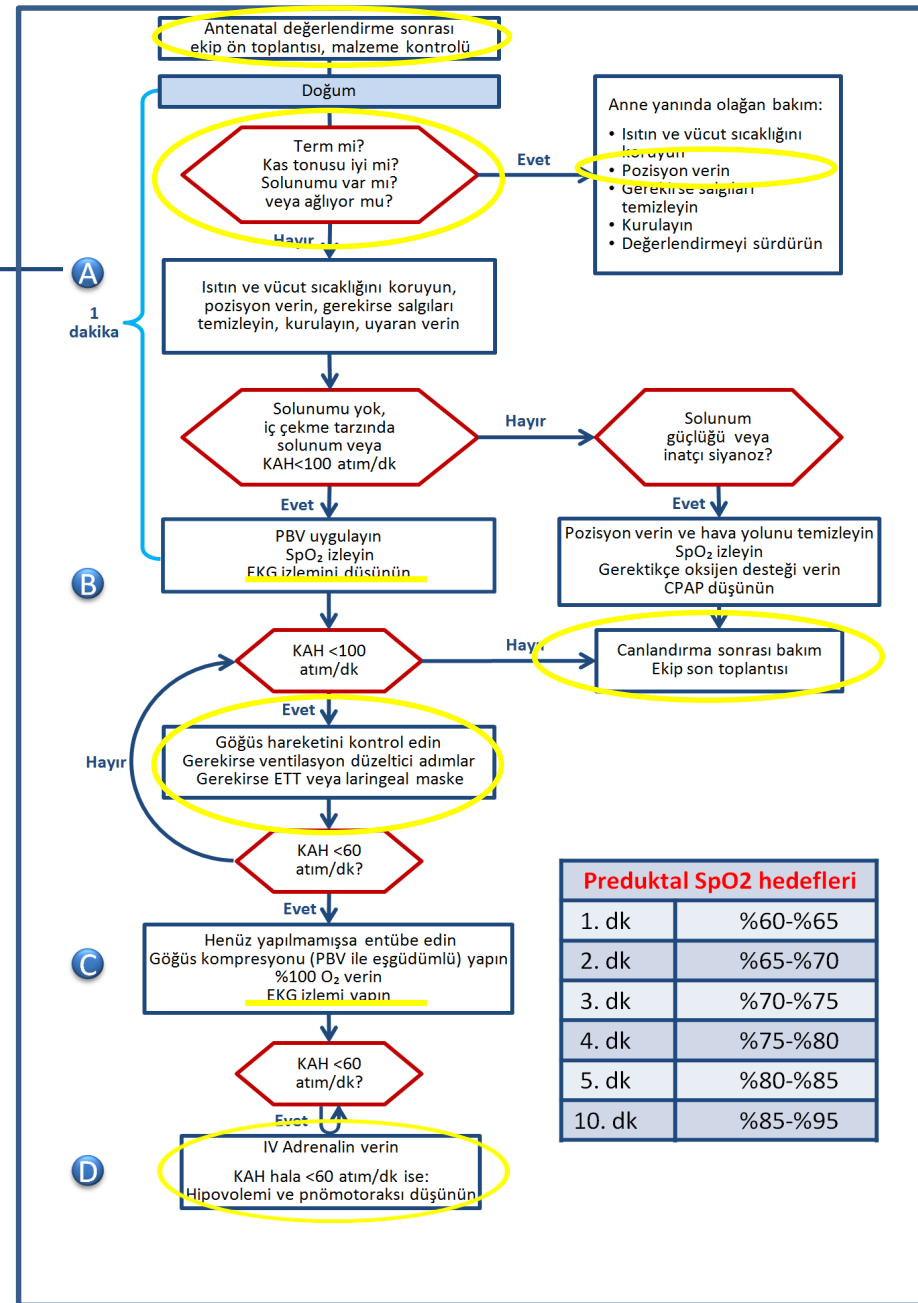 Antenatal değerlendirme sonrası
ekip ön toplantısı, malzeme kontrolü
Doğum
Term mi?
Kas tonusu iyi mi?
Solunumu var mı?
veya ağlıyor mu?
Evet
Anne yanında olağan bakım:
• Isıtın ve vücut sıcaklığını
koruyun
• Pozisyon verin
• Gerekirse salgıları
temizleyin
• Kurulayın
• Değerlendirmeyi sürdürün
Hayır
A
1
dakika
Isıtın ve vücut sıcaklığını koruyun,
pozisyon verin, gerekirse salgıları
temizleyin, kurulayın, uyaran verin
Solunumu yok,
iç çekme tarzında
solunum veya
KAH<100 atım/dk
Hayır
Solunum
güçlüğü veya
inatçı siyanoz?
Evet
Evet
B
PBV uygulayın
SpO₂ izleyin
EKG izlemini düşünün
Pozisyon verin ve hava yolunu temizleyin
SpO₂ izleyin
Gerektikçe oksijen desteği verin
CPAP düşünün
KAH <100
atım/dk
Hayır
Canlandırma sonrası bakım
Ekip son toplantısı
Evet
Göğüs hareketini kontrol edin
Gerekirse ventilasyon düzeltici adımlar
Gerekirse ETT veya laringeal maske
Hayır
KAH <60
atım/dk?
Evet
C
Henüz yapılmamışsa entübe edin
Göğüs kompresyonu (PBV ile eşgüdümlü) yapın
%100 O₂ verin
EKG izlemi yapın
KAH <60
atım/dk?
Evet
D
IV Adrenalin verin
KAH hala <60 atım/dk ise:
Hipovolemi ve pnömotoraksı düşünün
Preduktal SpO2 hedefleri
1. dk %60-%65
2. dk %65-%70
3. dk %70-%75
4. dk %75-%80
5. dk %80-%85
10. dk %85-%95